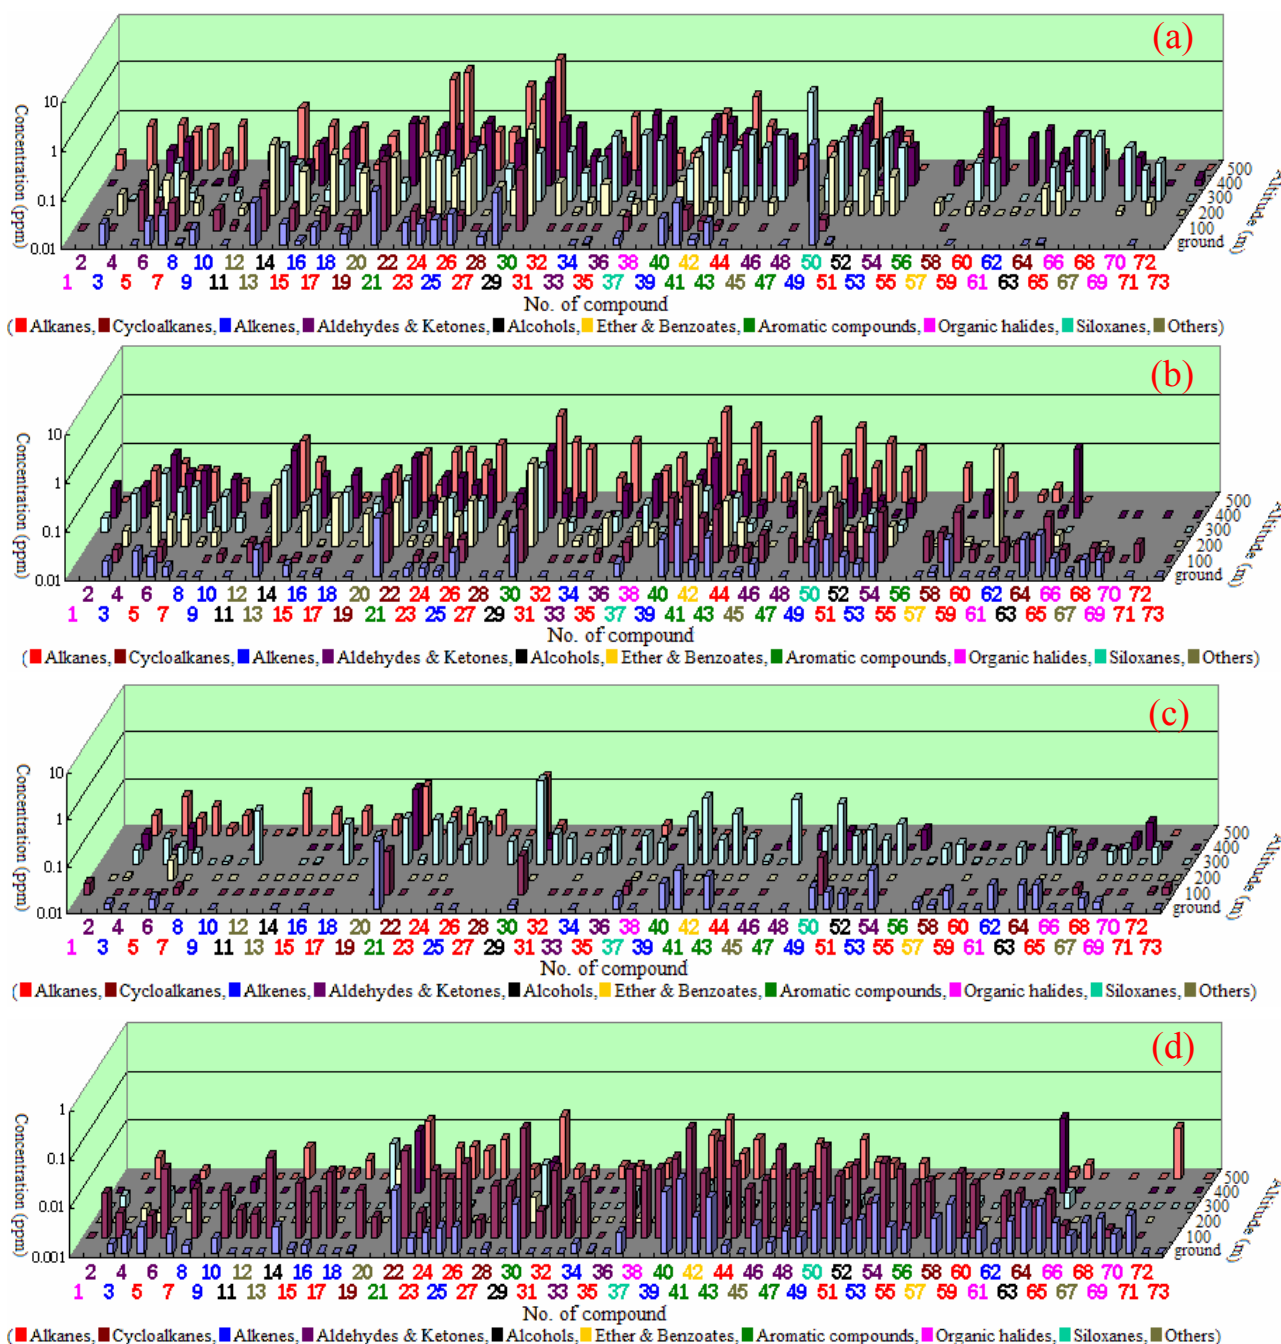 (a)
Concentration (ppm)
10
1
0.1
0.01
500
400
300
200
100
ground
Altitude (m)
2 4 6 8 10 12 14 16 18 20 22 24 26 28 30 32 34 36 38 40 42 44 46 48 50 52 54 56 58 60 62 64 66 68 70 72
1 3 5 7 9 11 13 15 17 19 21 23 25 27 29 31 33 35 37 39 41 43 45 47 49 51 53 55 57 59 61 63 65 67 69 71 73
No. of compound
( Alkanes, Cycloalkanes, Alkenes, Aldehydes & Ketones, Alcohols, Ether & Benzoates, Aromatic compounds, Organic halides, Siloxanes, Others)
(b)
Concentration (ppm)
10
1
0.1
0.01
500
400
300
200
100
ground
Altitude (m)
2 4 6 8 10 12 14 16 18 20 22 24 26 28 30 32 34 36 38 40 42 44 46 48 50 52 54 56 58 60 62 64 66 68 70 72
1 3 5 7 9 11 13 15 17 19 21 23 25 27 29 31 33 35 37 39 41 43 45 47 49 51 53 55 57 59 61 63 65 67 69 71 73
No. of compound
( Alkanes, Cycloalkanes, Alkenes, Aldehydes & Ketones, Alcohols, Ether & Benzoates, Aromatic compounds, Organic halides, Siloxanes, Others)
(c)
Concentration (ppm)
10
1
0.1
0.01
500
400
300
200
100
ground
Altitude (m)
2 4 6 8 10 12 14 16 18 20 22 24 26 28 30 32 34 36 38 40 42 44 46 48 50 52 54 56 58 60 62 64 66 68 70 72
1 3 5 7 9 11 13 15 17 19 21 23 25 27 29 31 33 35 37 39 41 43 45 47 49 51 53 55 57 59 61 63 65 67 69 71 73
No. of compound
( Alkanes, Cycloalkanes, Alkenes, Aldehydes & Ketones, Alcohols, Ether & Benzoates, Aromatic compounds, Organic halides, Siloxanes, Others)
(d)
Concentration (ppm)
1
0.1
0.01
0.001
500
400
300
200
100
ground
Altitude (m)
2 4 6 8 10 12 14 16 18 20 22 24 26 28 30 32 34 36 38 40 42 44 46 48 50 52 54 56 58 60 62 64 66 68 70 72
1 3 5 7 9 11 13 15 17 19 21 23 25 27 29 31 33 35 37 39 41 43 45 47 49 51 53 55 57 59 61 63 65 67 69 71 73
No. of compound
( Alkanes, Cycloalkanes, Alkenes, Aldehydes & Ketones, Alcohols, Ether & Benzoates, Aromatic compounds, Organic halides, Siloxanes, Others)